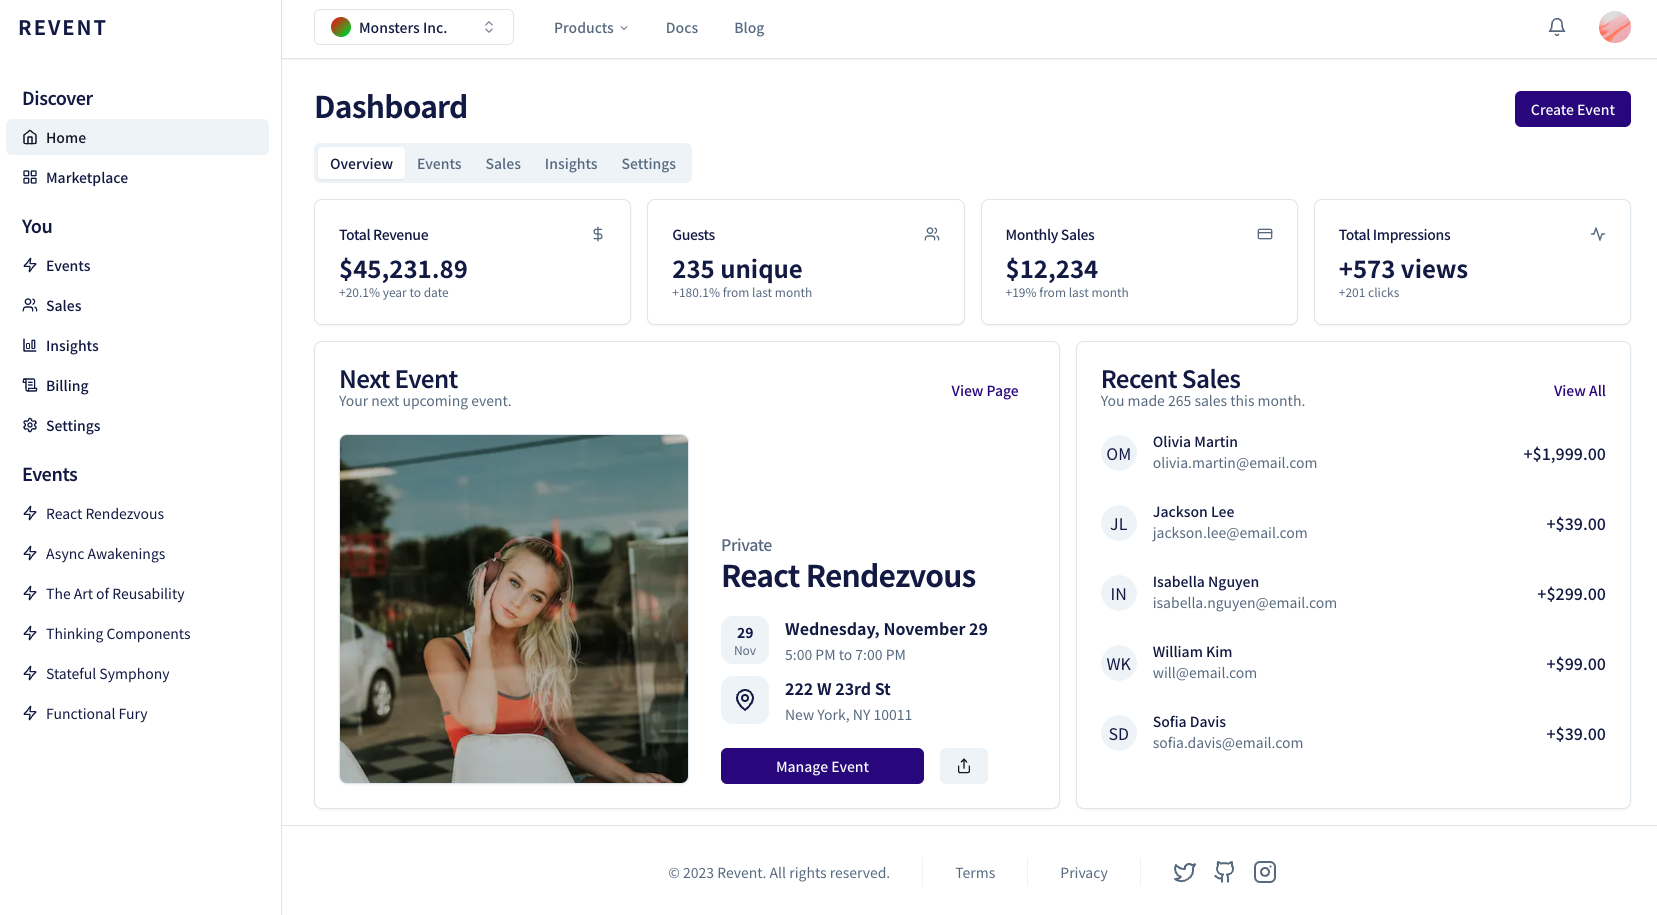 REVENT
Monsters Inc.
Products
Docs
Blog
Discover
Home
Marketplace
You
Events
Sales
Insights
Billing
Settings
Events
React Rendezvous
Async Awakenings
The Art of Reusability
Thinking Components
Stateful Symphony
Functional Fury
Dashboard
Create Event
Overview
Events
Sales
Insights
Settings
Total Revenue
$45,231.89
+20.1% year to date
Guests
235 unique
+180.1% from last month
Monthly Sales
$12,234
+19% from last month
Total Impressions
+573 views
+201 clicks
Next Event
Your next upcoming event.
View Page
Private
React Rendezvous
29
Nov
Wednesday, November 29
5:00 PM to 7:00 PM
222 W 23rd St
New York, NY 10011
Manage Event
Recent Sales
You made 265 sales this month.
View All
OM
Olivia Martin
olivia.martin@email.com
+$1,999.00
JL
Jackson Lee
jackson.lee@email.com
+$39.00
IN
Isabella Nguyen
isabella.nguyen@email.com
+$299.00
WK
William Kim
will@email.com
+$99.00
SD
Sofia Davis
sofia.davis@email.com
+$39.00
© 2023 Revent. All rights reserved.
Terms
Privacy